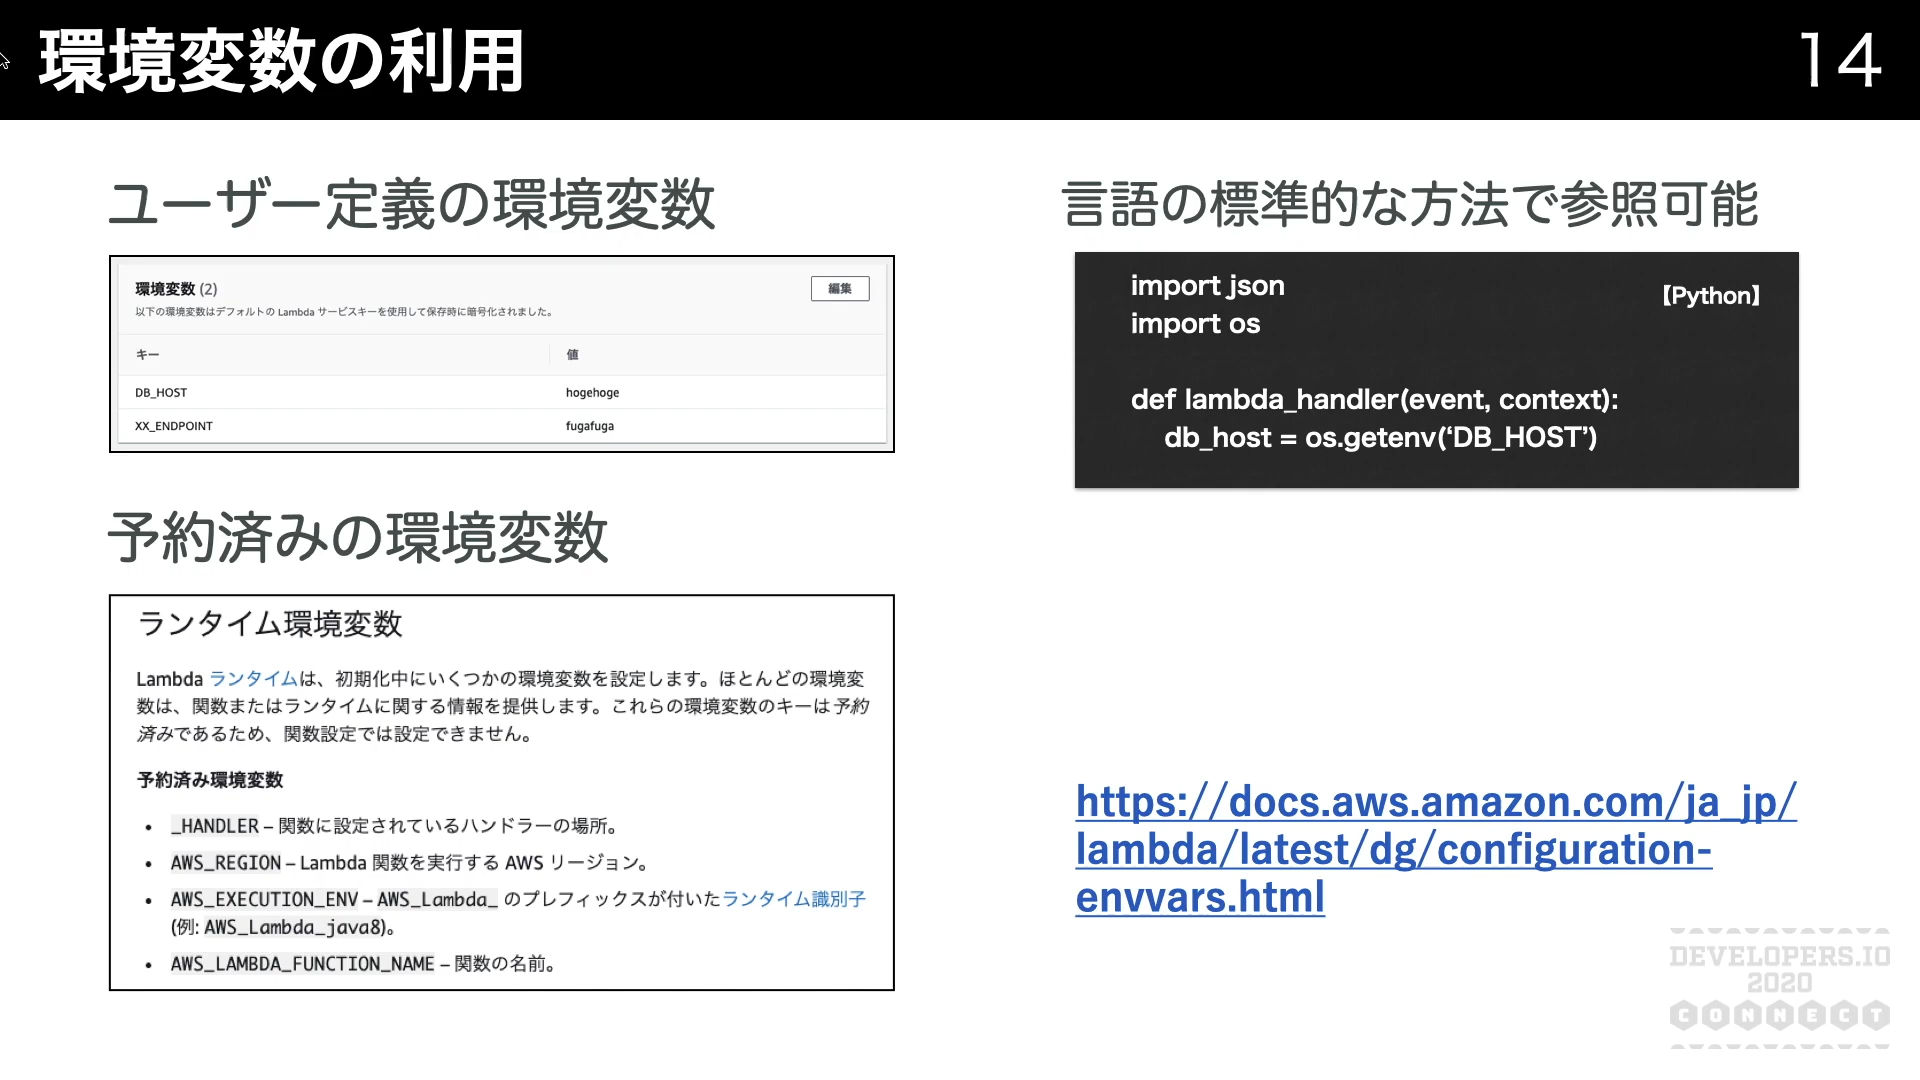 環境変数の利用
14
ユーザー定義の環境変数
環境変数 (2)
編集
以下の環境変数はデフォルトの Lambda サービスキーを使用して保存時に暗号化されました。
キー
値
DB_HOST
hogehoge
XX_ENDPOINT
fugafuga
予約済みの環境変数
ランタイム環境変数
Lambda ランタイムは、初期化中にいくつかの環境変数を設定します。ほとんどの環境変
数は、関数またはランタイムに関する情報を提供します。これらの環境変数のキーは予約
済みであるため、関数設定では設定できません。
予約済み環境変数
• _HANDLER – 関数に設定されているハンドラーの場所。
• AWS_REGION – Lambda 関数を実行する AWS リージョン。
• AWS_EXECUTION_ENV – AWS_Lambda_ のプレフィックスが付いたランタイム識別子
(例: AWS_Lambda_java8)。
• AWS_LAMBDA_FUNCTION_NAME – 関数の名前。
言語の標準的な方法で参照可能
【Python】
import json
import os
def lambda_handler(event, context):
db_host = os.getenv(‘DB_HOST’)
https://docs.aws.amazon.com/ja_jp/
lambda/latest/dg/configuration-
envvars.html
DEVELOPERS.IO
2020
CONNECT